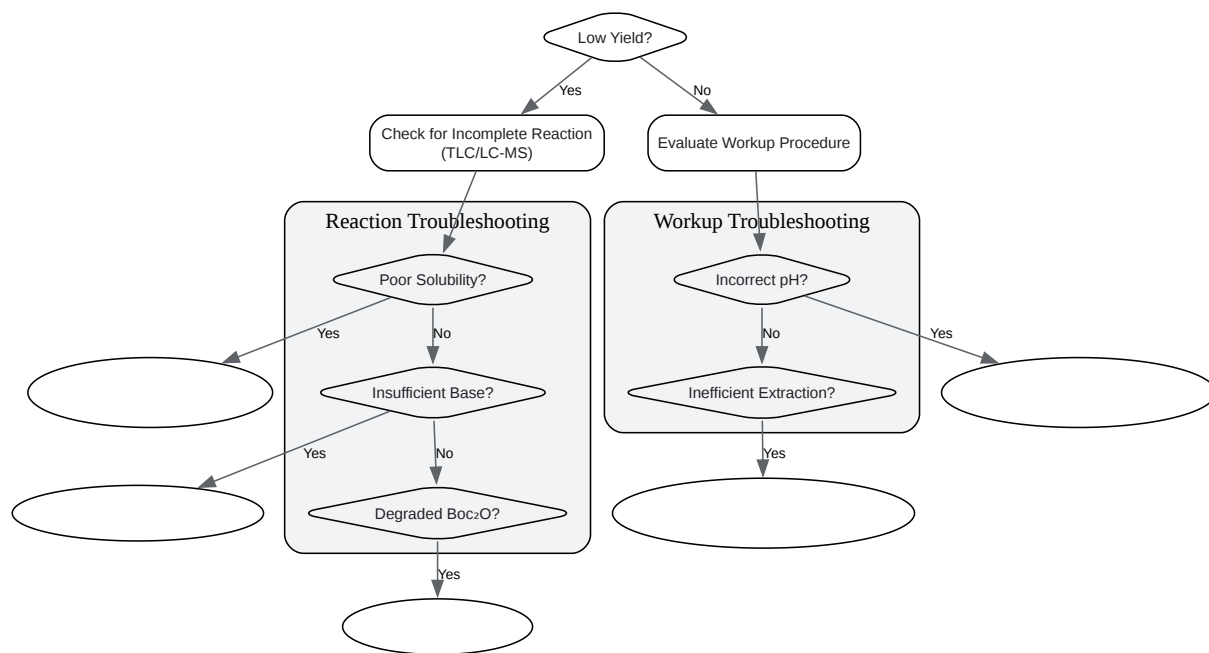 Low Yield?
Yes
No
Check for Incomplete Reaction
(TLC/LC-MS)
Evaluate Workup Procedure
Reaction Troubleshooting
Workup Troubleshooting
Poor Solubility?
Incorrect pH?
Yes
No
No
Yes
Insufficient Base?
Inefficient Extraction?
Yes
No
Yes
Degraded Boc₂O?
Yes